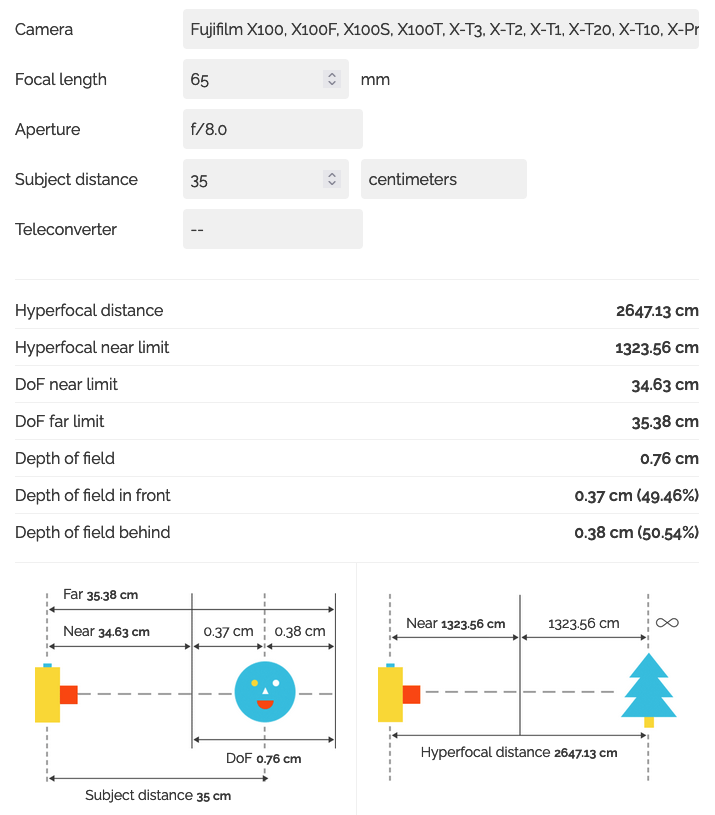 Camera Fujifilm X100, X100F, X100S, X100T, X-T3, X-T2, X-T1, X-T20, X-T10, X-Pr
Focal length 65 mm
Aperture f/8.0
Subject distance 35 centimeters
Teleconverter --
Hyperfocal distance 2647.13 cm
Hyperfocal near limit 1323.56 cm
DoF near limit 34.63 cm
DoF far limit 35.38 cm
Depth of field 0.76 cm
Depth of field in front 0.37 cm (49.46%)
Depth of field behind 0.38 cm (50.54%)
Far 35.38 cm
Near 34.63 cm 0.37 cm 0.38 cm
DoF 0.76 cm
Subject distance 35 cm
Near 1323.56 cm 1323.56 cm ∞
Hyperfocal distance 2647.13 cm